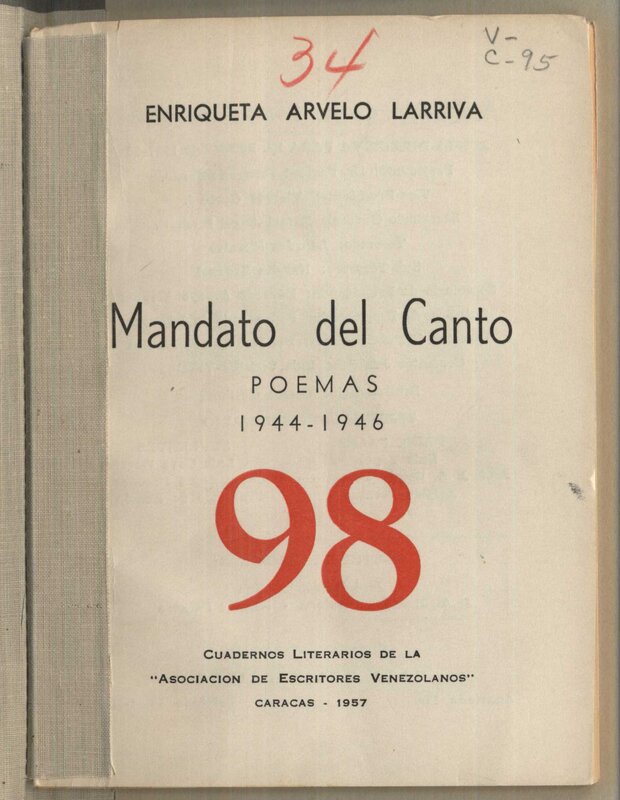 34
V-
C-95
ENRIQUETA ARVELO LARRIVA
Mandato del Canto
POEMAS
1944-1946
98
CUADERNOS LITERARIOS DE LA
"ASOCIACION DE ESCRITORES VENEZOLANOS"
CARACAS - 1957